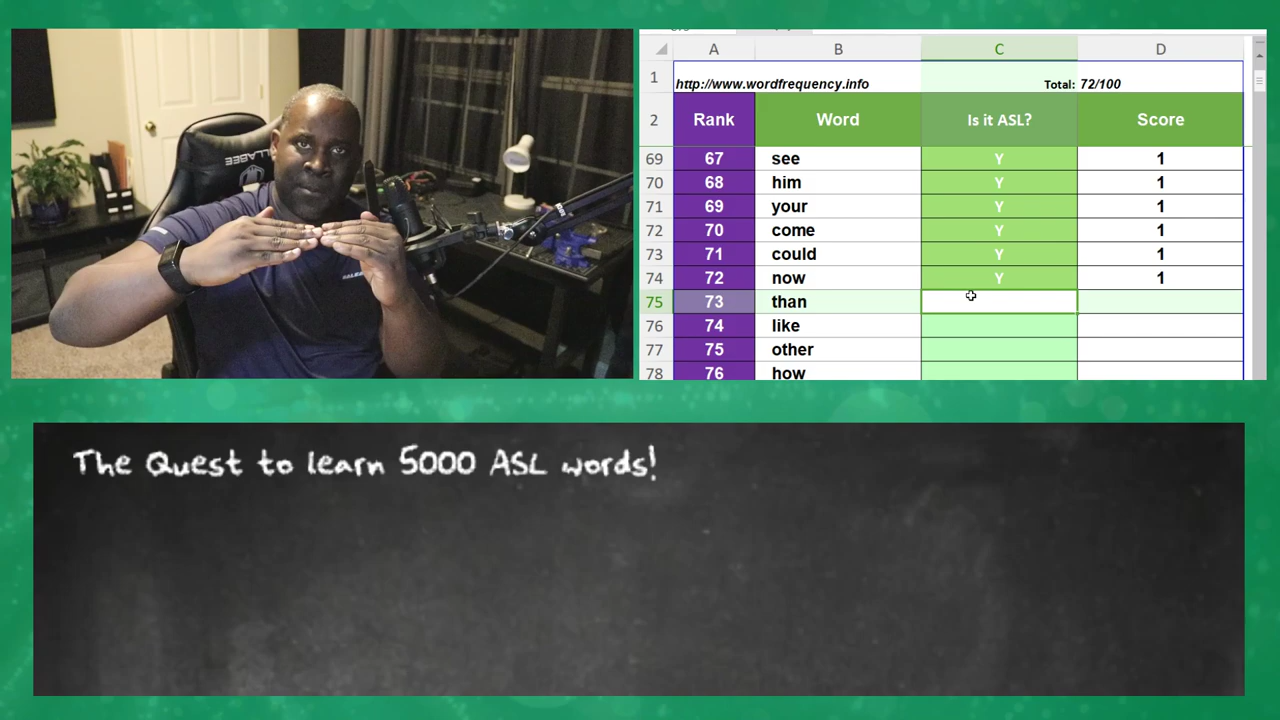 A B C D
1 http://www.wordfrequency.info Total: 72/100
2 Rank Word Is it ASL? Score
69 67 see Y 1
70 68 him Y 1
71 69 your Y 1
72 70 come Y 1
73 71 could Y 1
74 72 now Y 1
75 73 than
76 74 like
77 75 other
78 76 how
The Quest to learn 5000 ASL words!